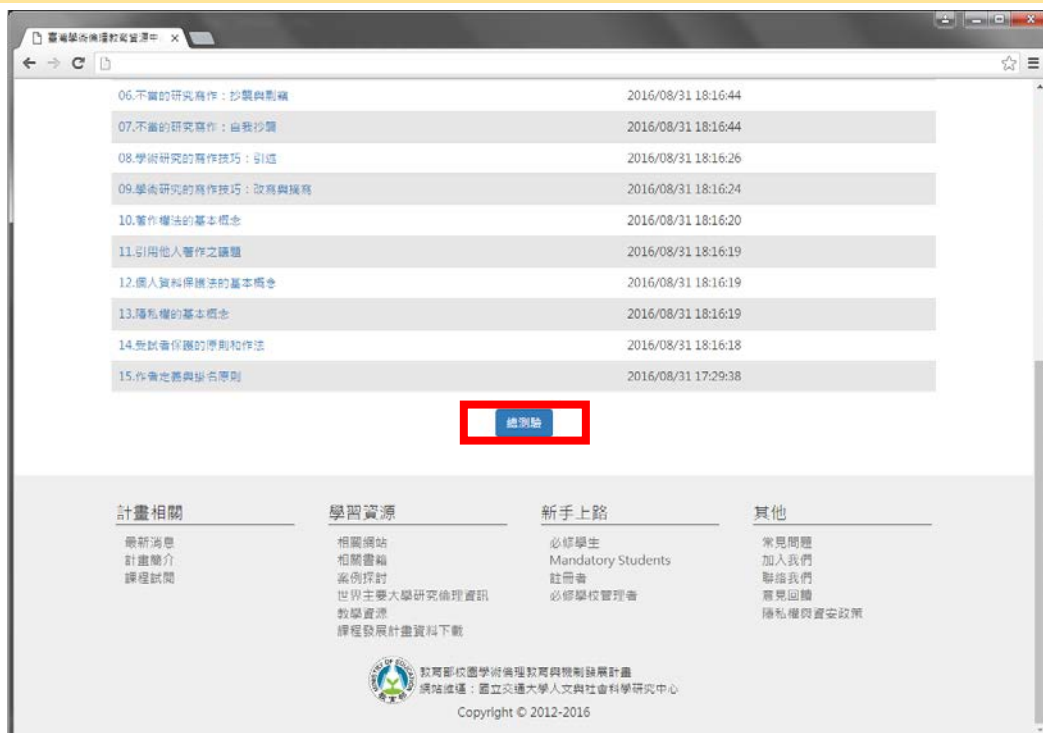 臺灣學術倫理教育資源中
06.不當的研究寫作：抄襲與剽竊 2016/08/31 18:16:44
07.不當的研究寫作：自我抄襲 2016/08/31 18:16:44
08.學術研究的寫作技巧：引述 2016/08/31 18:16:26
09.學術研究的寫作技巧：改寫與摘寫 2016/08/31 18:16:24
10.著作權法的基本概念 2016/08/31 18:16:20
11.引用他人著作之議題 2016/08/31 18:16:19
12.個人資料保護法的基本概念 2016/08/31 18:16:19
13.隱私權的基本概念 2016/08/31 18:16:19
14.受試者保護的原則和作法 2016/08/31 18:16:18
15.作者定義與掛名原則 2016/08/31 17:29:38
總測驗
計畫相關
最新消息
計畫簡介
課程試閱
學習資源
相關網站
相關書籍
案例探討
世界主要大學研究倫理資訊
教學資源
課程發展計畫資料下載
新手上路
必修學生
Mandatory Students
註冊者
必修學校管理者
其他
常見問題
加入我們
聯絡我們
意見回饋
隱私權與資安政策
MINISTRY OF EDUCATION
教育部
教育部校園學術倫理教育與機制發展計畫
網站維護：國立交通大學人文與社會科學研究中心
Copyright © 2012-2016